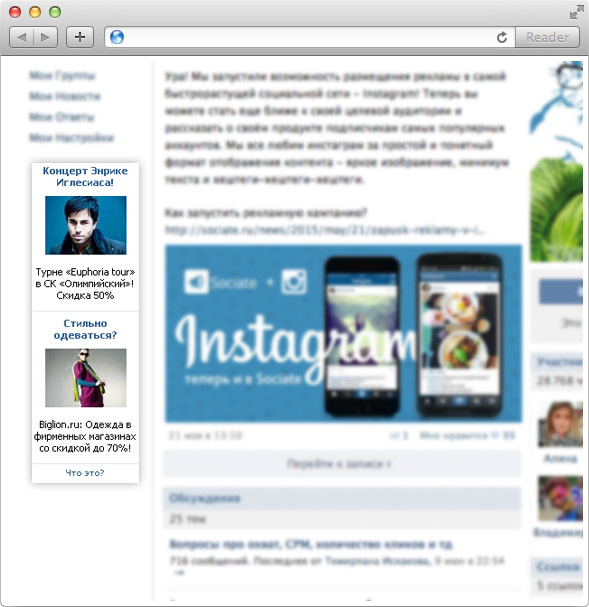 Reader
Мои Группы
Мои Новости
Мои Ответы
Мои Настройки
Концерт Энрике
Иглесиаса!
Турне «Euphoria tour»
в СК «Олимпийский»!
Скидка 50%
Стильно
одеваться?
Biglion.ru: Одежда в
фирменных магазинах
со скидкой до 70%!
Что это?
Ура! Мы запустили возможность размещения рекламы в самой
быстрорастущей социальной сети – Instagram! Теперь вы
можете стать еще ближе к своей целевой аудитории и
рассказать о своём продукте подписчикам самых популярных
аккаунтов. Мы все любим инстаграм за простой и понятный
формат отображения контента – яркое изображение, минимум
текста и хештеги-хештеги-хештеги.
Как запустить рекламную кампанию?
http://sociate.ru/news/2015/may/21/zapusk-reklamy-v-i...
Sociate +
Instagram
теперь и в Sociate
21 мая в 13:10
1 Мне нравится 35
Перейти к записи
Обсуждения
25 тем
Вопросы про охват, CPM, количество кликов и тд
716 сообщений. Последнее от Темирлана Исканова, 9 июн в 22:54
→
Это
Участник
28 768 ч
Алина
Владимир
Ссылки
5 ссылок